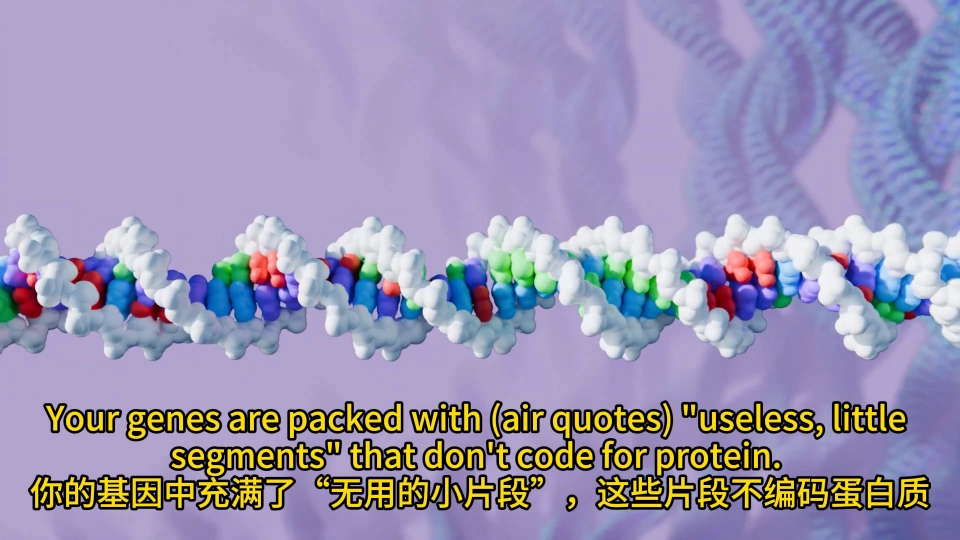 Your genes are packed with (air quotes) "useless, little
segments" that don't code for protein.
你的基因中充满了“无用的小片段”，这些片段不编码蛋白质